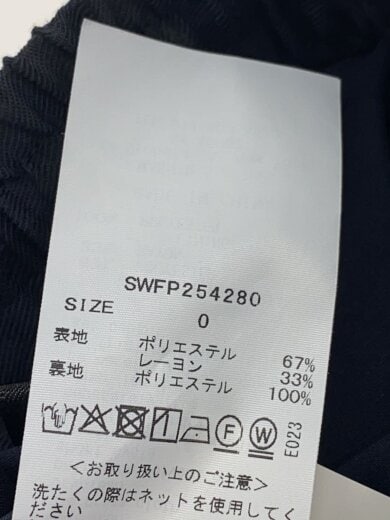 SWFP254280
SIZE 0
表地 ポリエステル 67%
レーヨン 33%
裏地 ポリエステル 100%
F W E023
＜お取り扱い上のご注意＞
洗たくの際はネットを使用してく
ださい